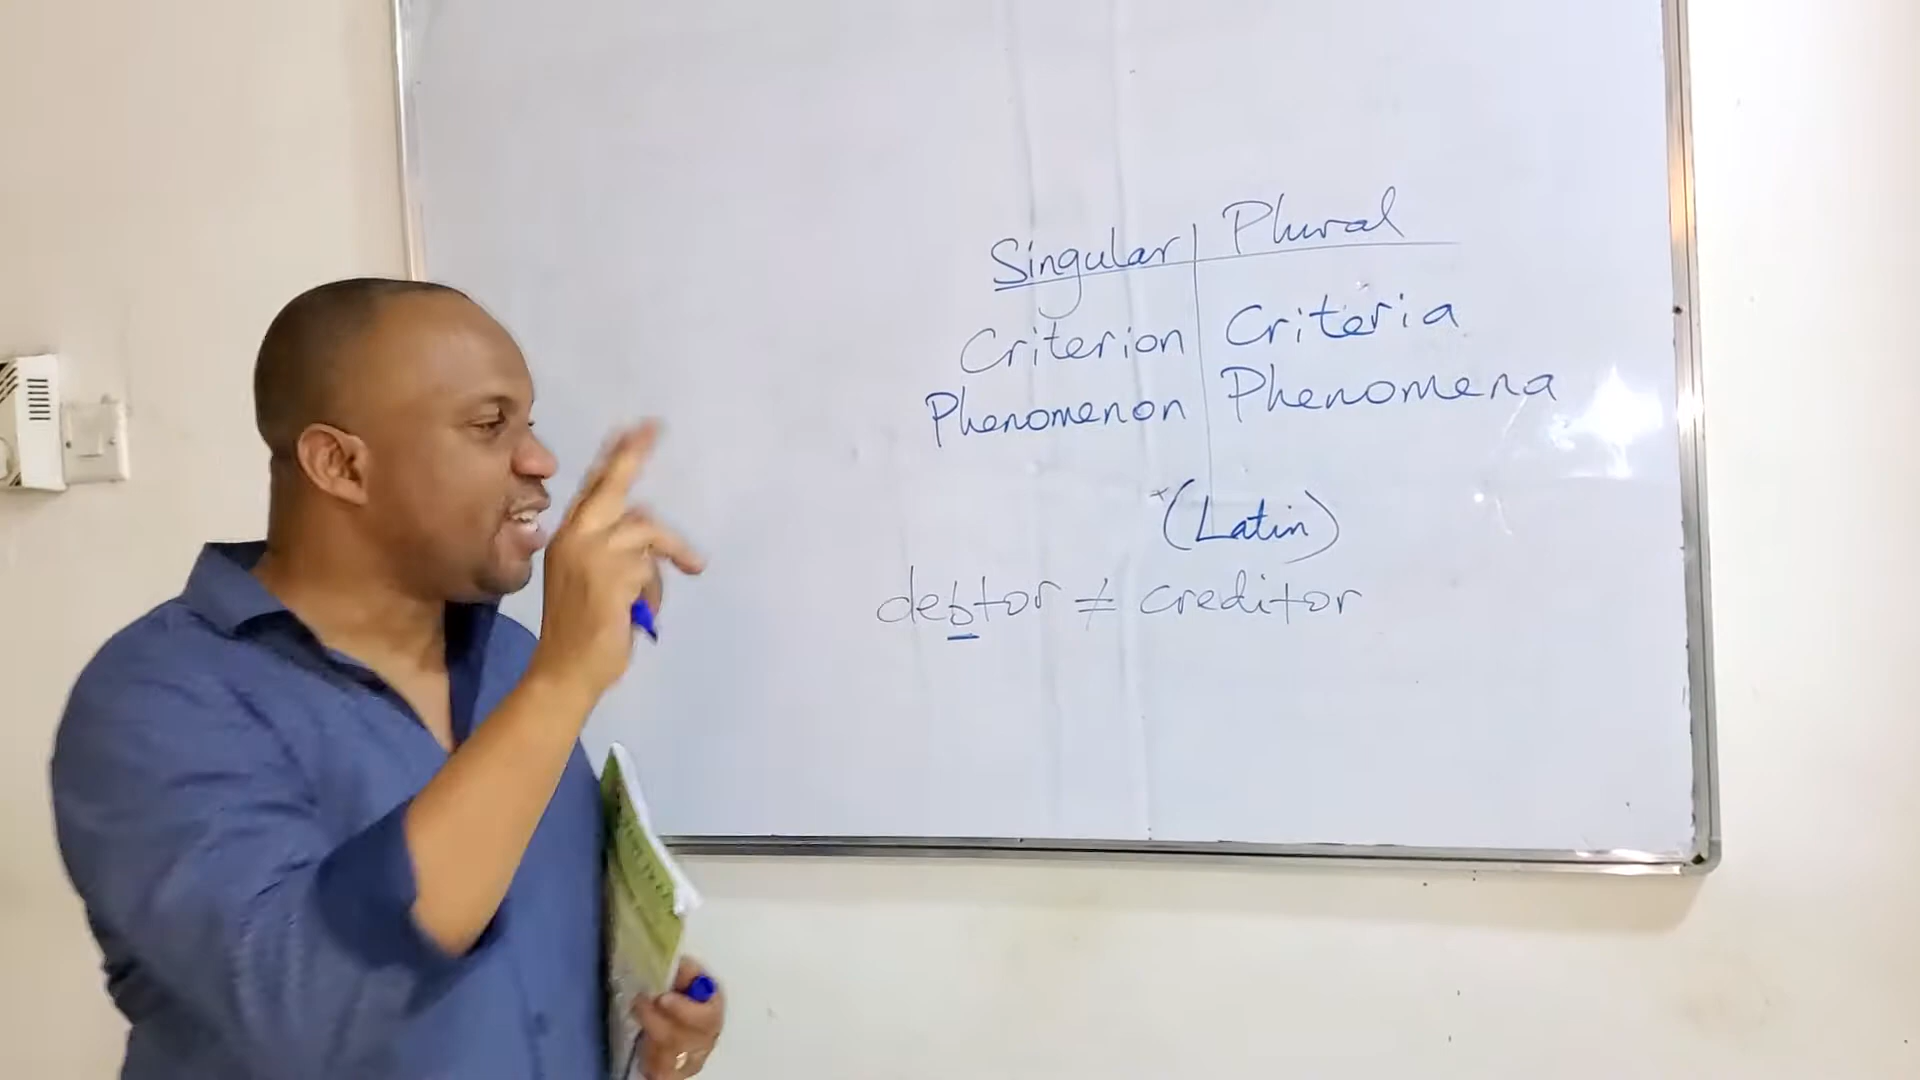 Singular | Plural
Criterion | Criteria
Phenomenon | Phenomena
*(Latin)
debtor ≠ creditor